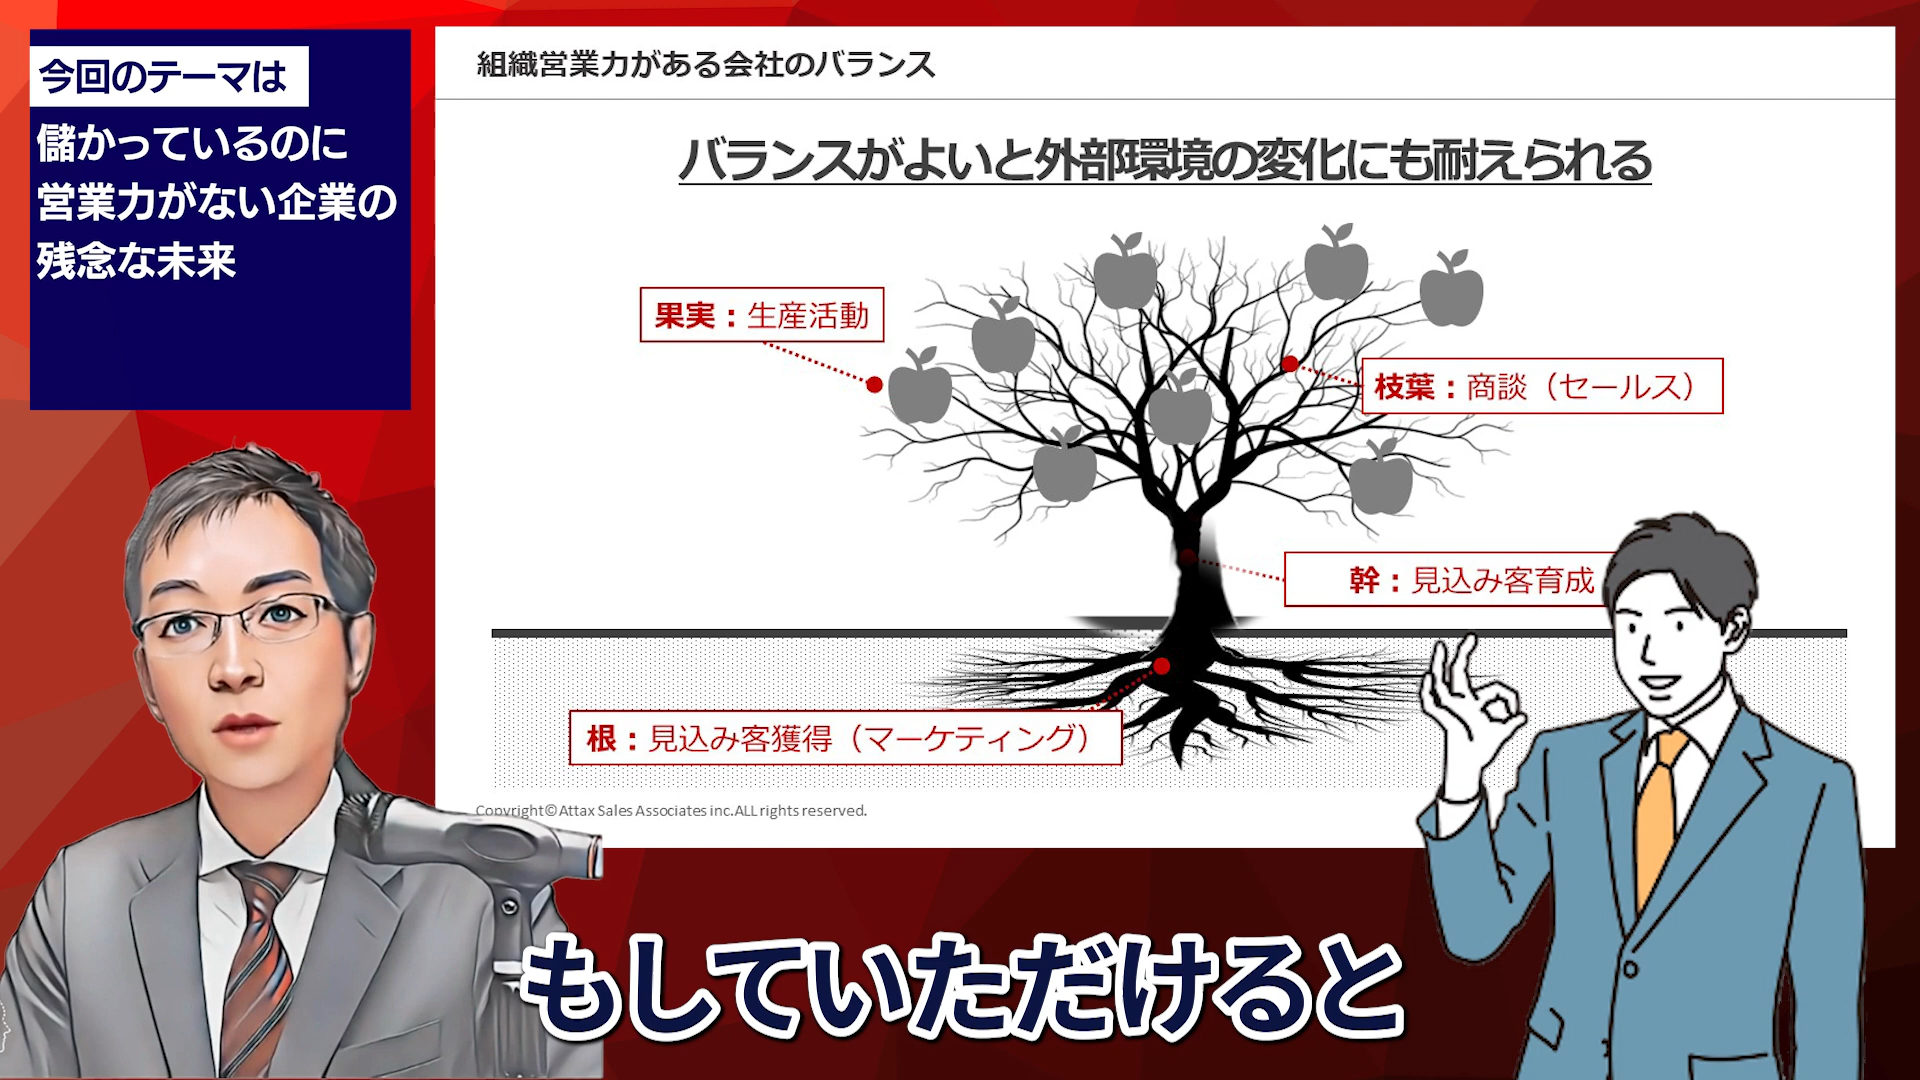 今回のテーマは
儲かっているのに
営業力がない企業の
残念な未来
組織営業力がある会社のバランス
バランスがよいと外部環境の変化にも耐えられる
果実：生産活動
枝葉：商談（セールス）
幹：見込み客育成
根：見込み客獲得（マーケティング）
Copyright©Attax Sales Associates inc.ALL rights reserved.
もしていただけると